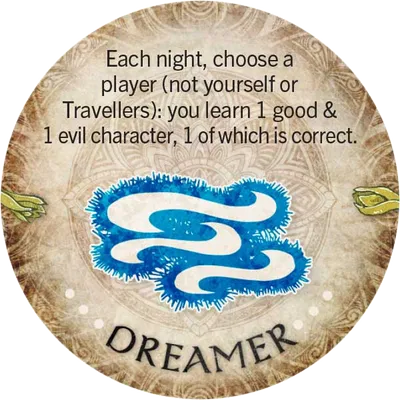 Each night, choose a
player (not yourself or
Travellers): you learn 1 good &
1 evil character, 1 of which is correct.
DREAMER